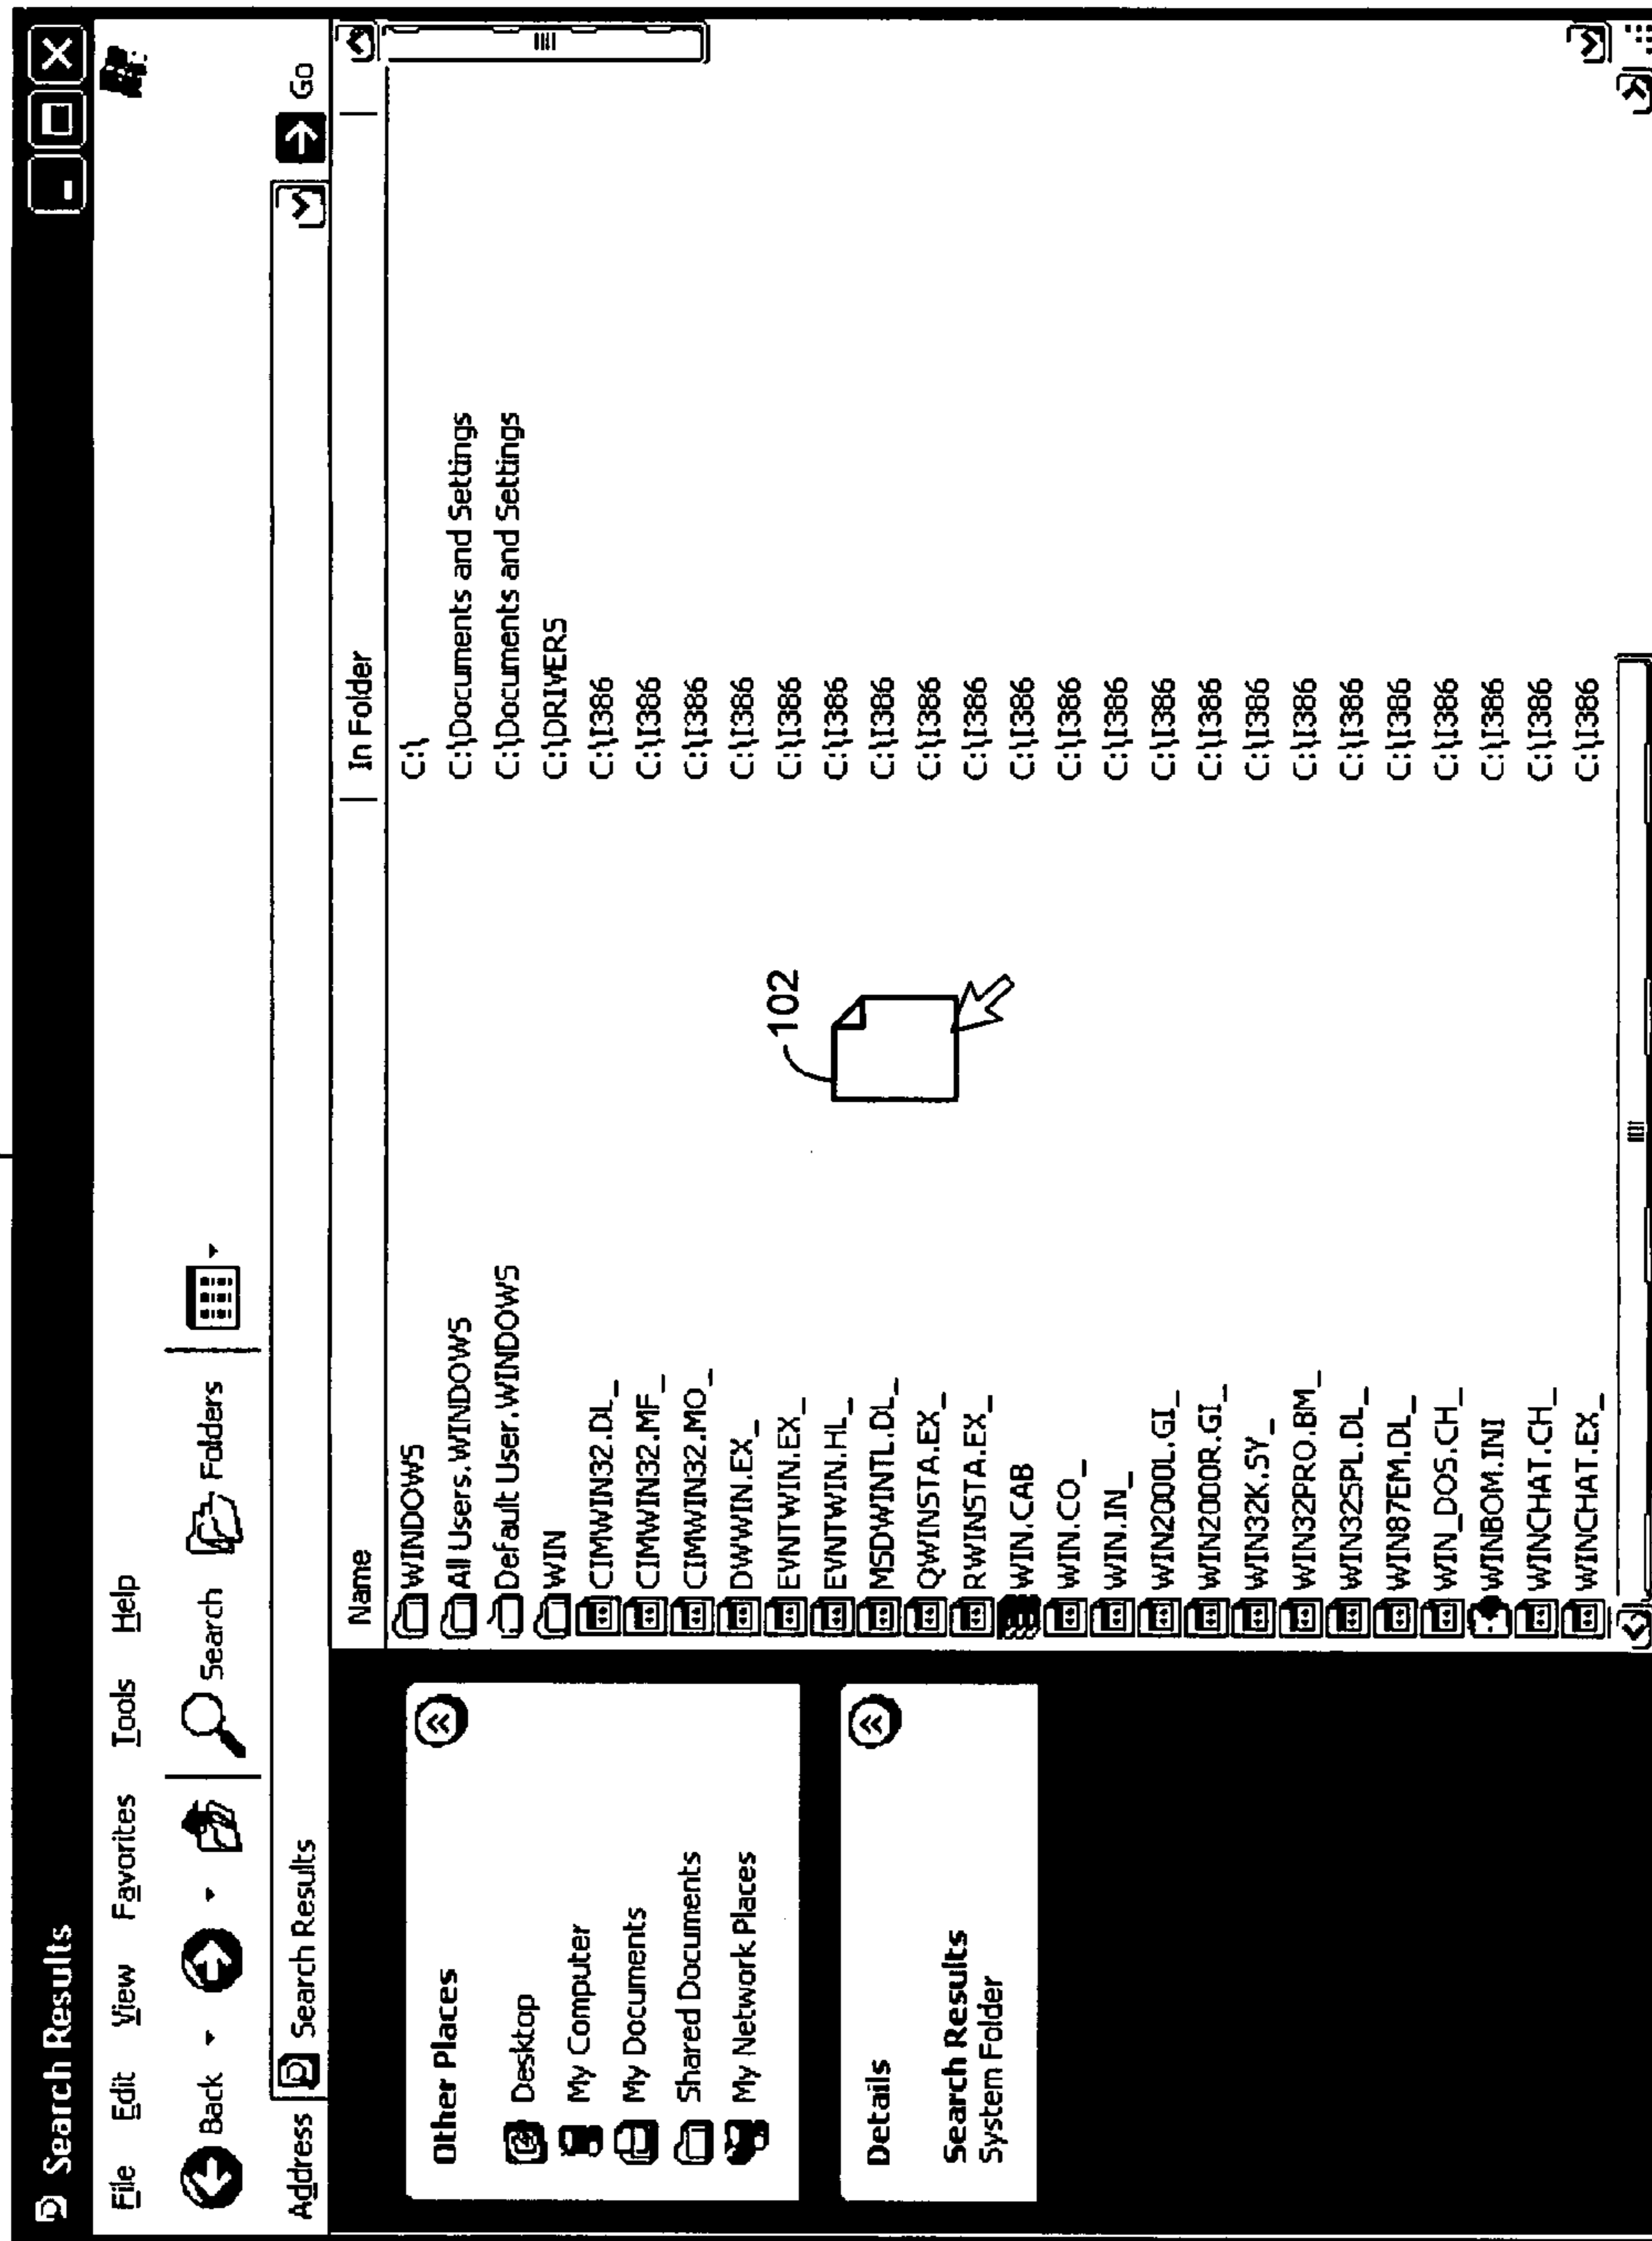 Search Results
File Edit View Favorites Tools Help
Back Search Folders
Address Search Results Go
Other Places
Desktop
My Computer
My Documents
Shared Documents
My Network Places
Details
Search Results
System Folder
Name In Folder
WINDOWS C:\
All Users.WINDOWS C:\Documents and Settings
Default User.WINDOWS C:\Documents and Settings
WIN C:\DRIVERS
CIMWIN32.DL_ C:\I386
CIMWIN32.MF_ C:\I386
CIMWIN32.MO_ C:\I386
DWWIN.EX_ C:\I386
EVNTWIN.EX_ C:\I386
EVNTWIN.HL_ C:\I386
MSDWINTL.DL_ C:\I386
QWINSTA.EX_ C:\I386
RWINSTA.EX_ C:\I386
WIN.CAB C:\I386
WIN.CO_ C:\I386
WIN.IN_ C:\I386
WIN2000L.GI_ C:\I386
WIN2000R.GI_ C:\I386
WIN32K.SY_ C:\I386
WIN32PRO.BM_ C:\I386
WIN32SPL.DL_ C:\I386
WIN87EM.DL_ C:\I386
WIN_DOS.CH_ C:\I386
WINBOM.INI C:\I386
WINCHAT.CH_ C:\I386
WINCHAT.EX_ C:\I386
102